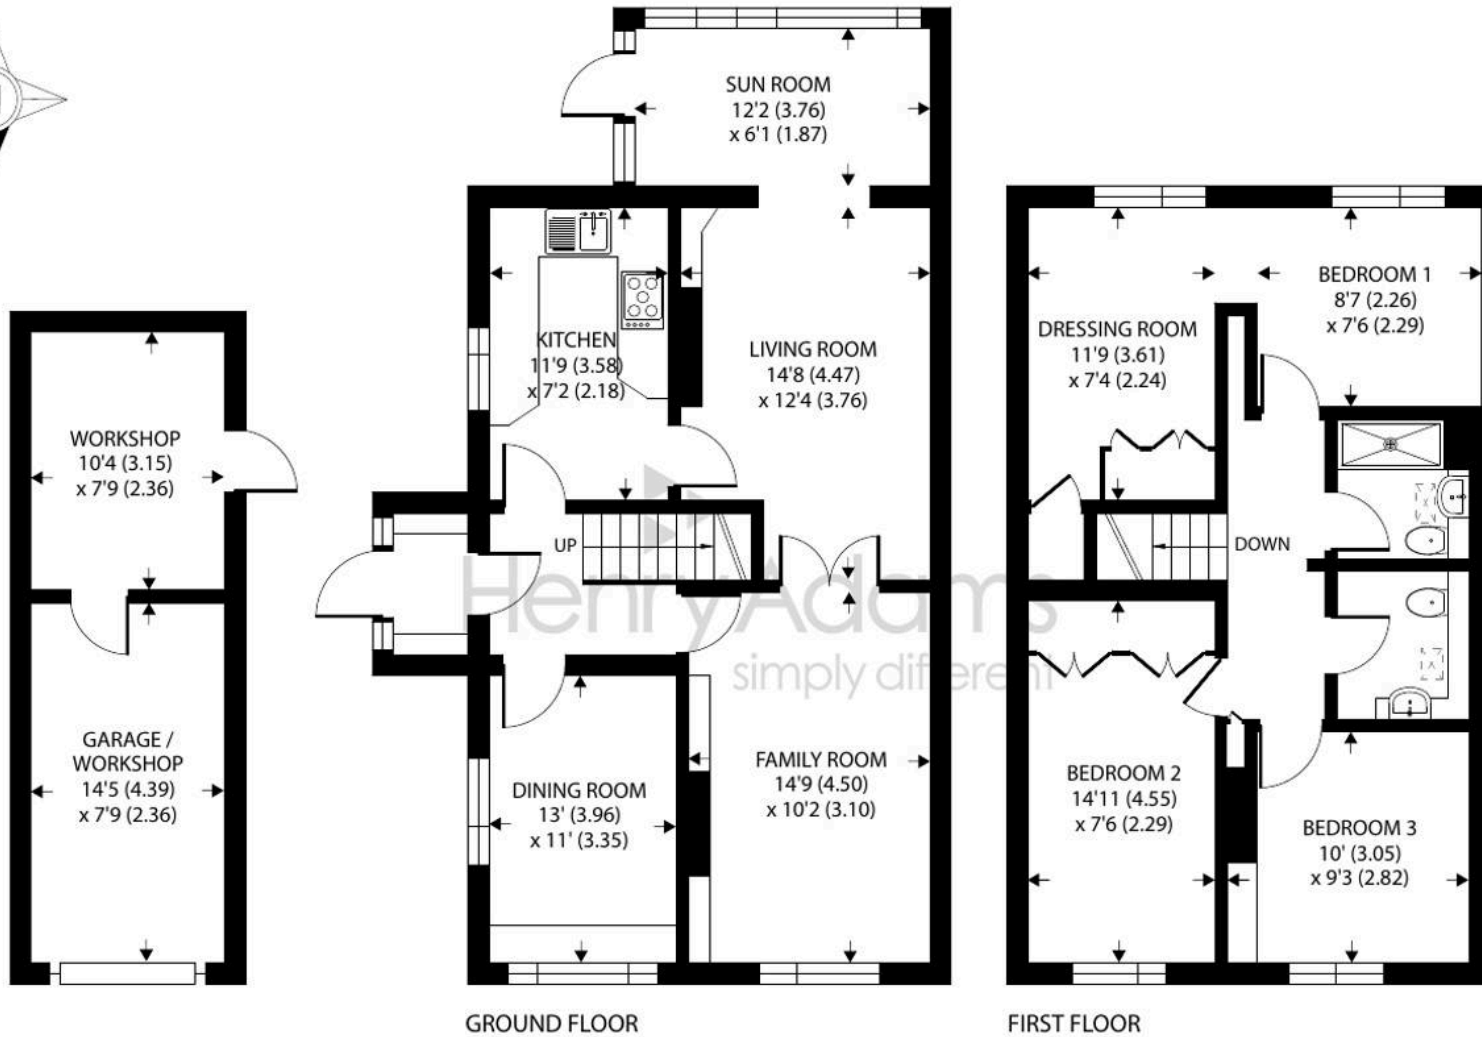 SUN ROOM
12'2 (3.76)
x 6'1 (1.87)
KITCHEN
11'9 (3.58)
x 7'2 (2.18)
LIVING ROOM
14'8 (4.47)
x 12'4 (3.76)
DRESSING ROOM
11'9 (3.61)
x 7'4 (2.24)
BEDROOM 1
8'7 (2.26)
x 7'6 (2.29)
WORKSHOP
10'4 (3.15)
x 7'9 (2.36)
UP
DOWN
Henry Adams
simply different
GARAGE /
WORKSHOP
14'5 (4.39)
x 7'9 (2.36)
DINING ROOM
13' (3.96)
x 11' (3.35)
FAMILY ROOM
14'9 (4.50)
x 10'2 (3.10)
BEDROOM 2
14'11 (4.55)
x 7'6 (2.29)
BEDROOM 3
10' (3.05)
x 9'3 (2.82)
GROUND FLOOR
FIRST FLOOR